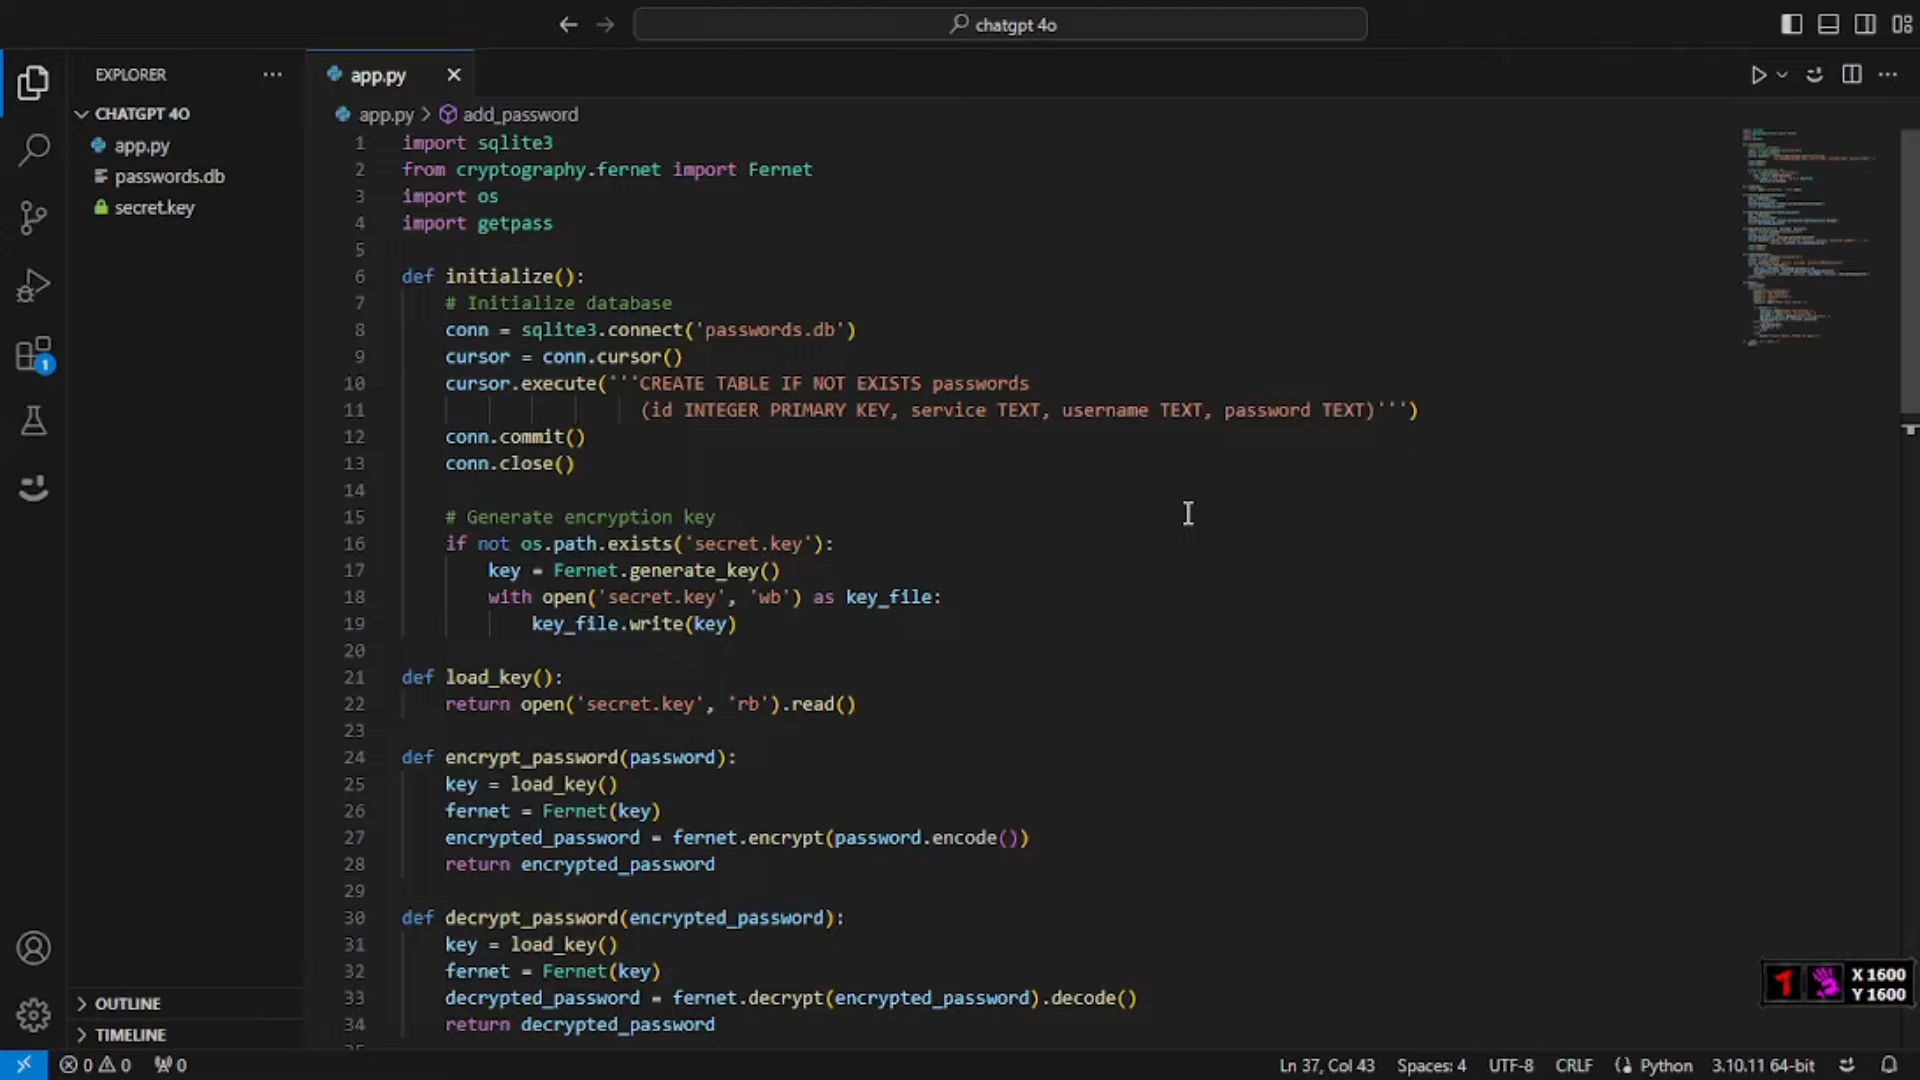 chatgpt 4o
EXPLORER
CHATGPT 4O
app.py
passwords.db
secret.key
OUTLINE
TIMELINE
app.py
app.py > add_password
1 import sqlite3
2 from cryptography.fernet import Fernet
3 import os
4 import getpass
5
6 def initialize():
7 # Initialize database
8 conn = sqlite3.connect('passwords.db')
9 cursor = conn.cursor()
10 cursor.execute('''CREATE TABLE IF NOT EXISTS passwords
11 (id INTEGER PRIMARY KEY, service TEXT, username TEXT, password TEXT)''')
12 conn.commit()
13 conn.close()
14
15 # Generate encryption key
16 if not os.path.exists('secret.key'):
17 key = Fernet.generate_key()
18 with open('secret.key', 'wb') as key_file:
19 key_file.write(key)
20
21 def load_key():
22 return open('secret.key', 'rb').read()
23
24 def encrypt_password(password):
25 key = load_key()
26 fernet = Fernet(key)
27 encrypted_password = fernet.encrypt(password.encode())
28 return encrypted_password
29
30 def decrypt_password(encrypted_password):
31 key = load_key()
32 fernet = Fernet(key)
33 decrypted_password = fernet.decrypt(encrypted_password).decode()
34 return decrypted_password
1
X 1600
Y 1600
0 0 0
Ln 37, Col 43 Spaces: 4 UTF-8 CRLF Python 3.10.11 64-bit